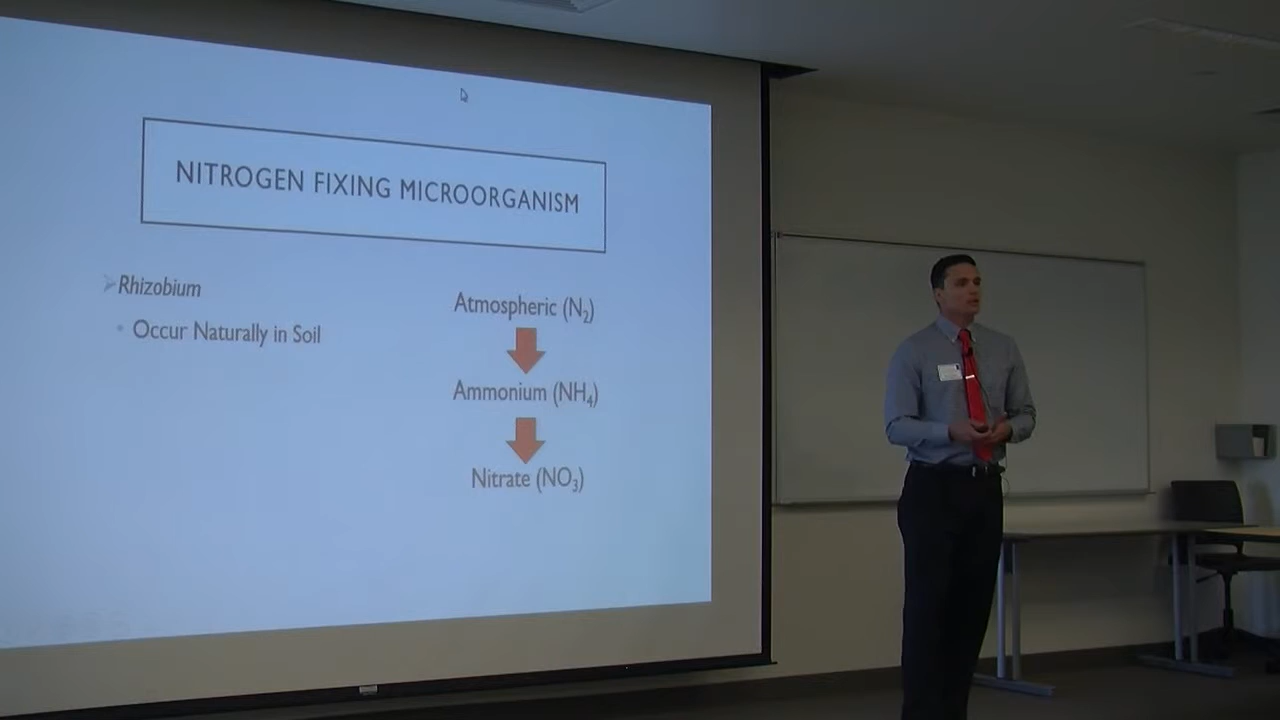 NITROGEN FIXING MICROORGANISM
Rhizobium
Occur Naturally in Soil
Atmospheric (N₂)
Ammonium (NH₄)
Nitrate (NO₃)